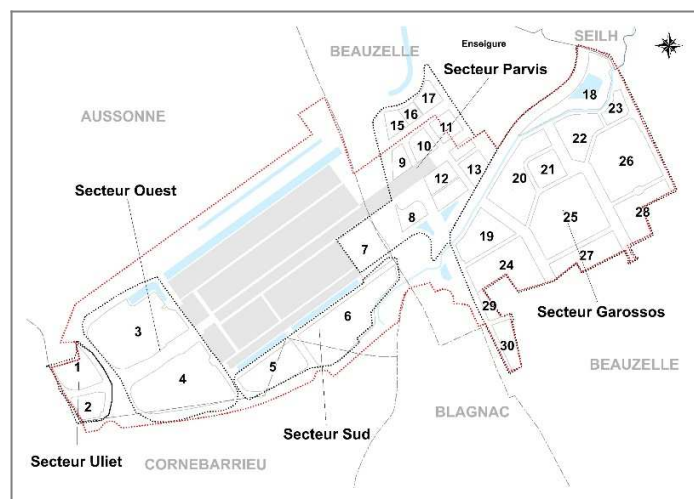 SEILH
Enseigure
BEAUZELLE
Secteur Parvis
AUSSONNE
Secteur Ouest
17
16
15
11
10
9
12
13
8
7
18
23
22
26
21
20
25
28
19
24
27
29
30
Secteur Garossos
BEAUZELLE
3
4
6
5
1
2
Secteur Sud
BLAGNAC
Secteur Uliet
CORNEBARRIEU